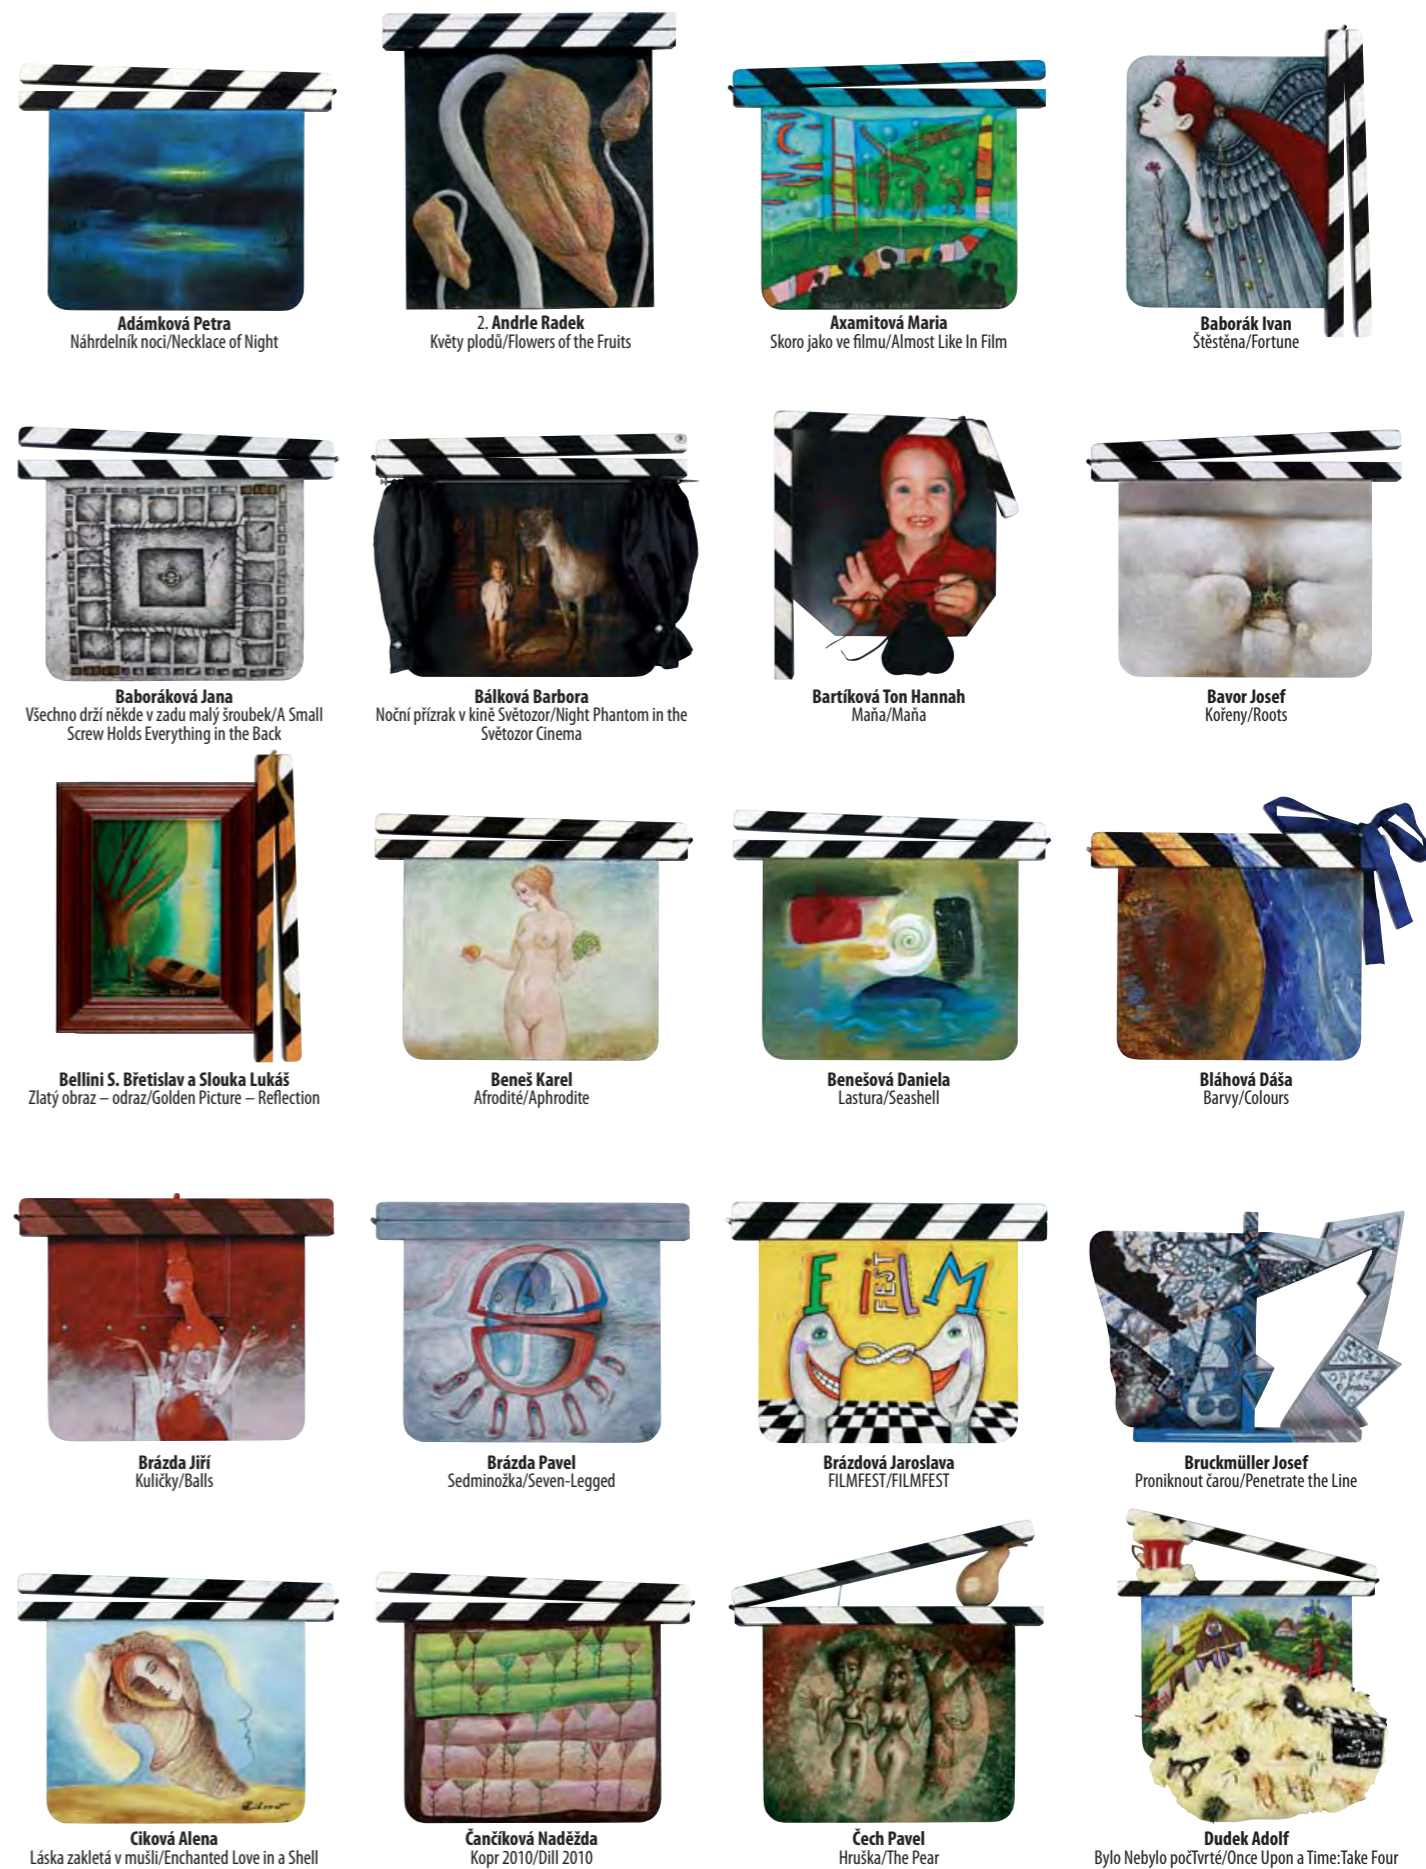 Adámková Petra
Náhrdelník noci/Necklace of Night
2. Andrle Radek
Květy plodů/Flowers of the Fruits
Axamitová Maria
Skoro jako ve filmu/Almost Like In Film
Baborák Ivan
Štěstěna/Fortune
Baboráková Jana
Všechno drží někde v zadu malý šroubek/A Small
Screw Holds Everything in the Back
Bálková Barbora
Noční přízrak v kině Světozor/Night Phantom in the
Světozor Cinema
Bartíková Ton Hannah
Maňa/Maňa
Bavor Josef
Kořeny/Roots
Bellini S. Břetislav a Slouka Lukáš
Zlatý obraz – odraz/Golden Picture – Reflection
Beneš Karel
Afrodité/Aphrodite
Benešová Daniela
Lastura/Seashell
Bláhová Dáša
Barvy/Colours
FILM
FEST
Brázda Jiří
Kuličky/Balls
Brázda Pavel
Sedminožka/Seven-Legged
Brázdová Jaroslava
FILMFEST/FILMFEST
Bruckmüller Josef
Proniknout čarou/Penetrate the Line
Ciková Alena
Láska zakletá v mušli/Enchanted Love in a Shell
Čančíková Naděžda
Kopr 2010/Dill 2010
Čech Pavel
Hruška/The Pear
Dudek Adolf
Bylo Nebylo počTvrté/Once Upon a Time:Take Four